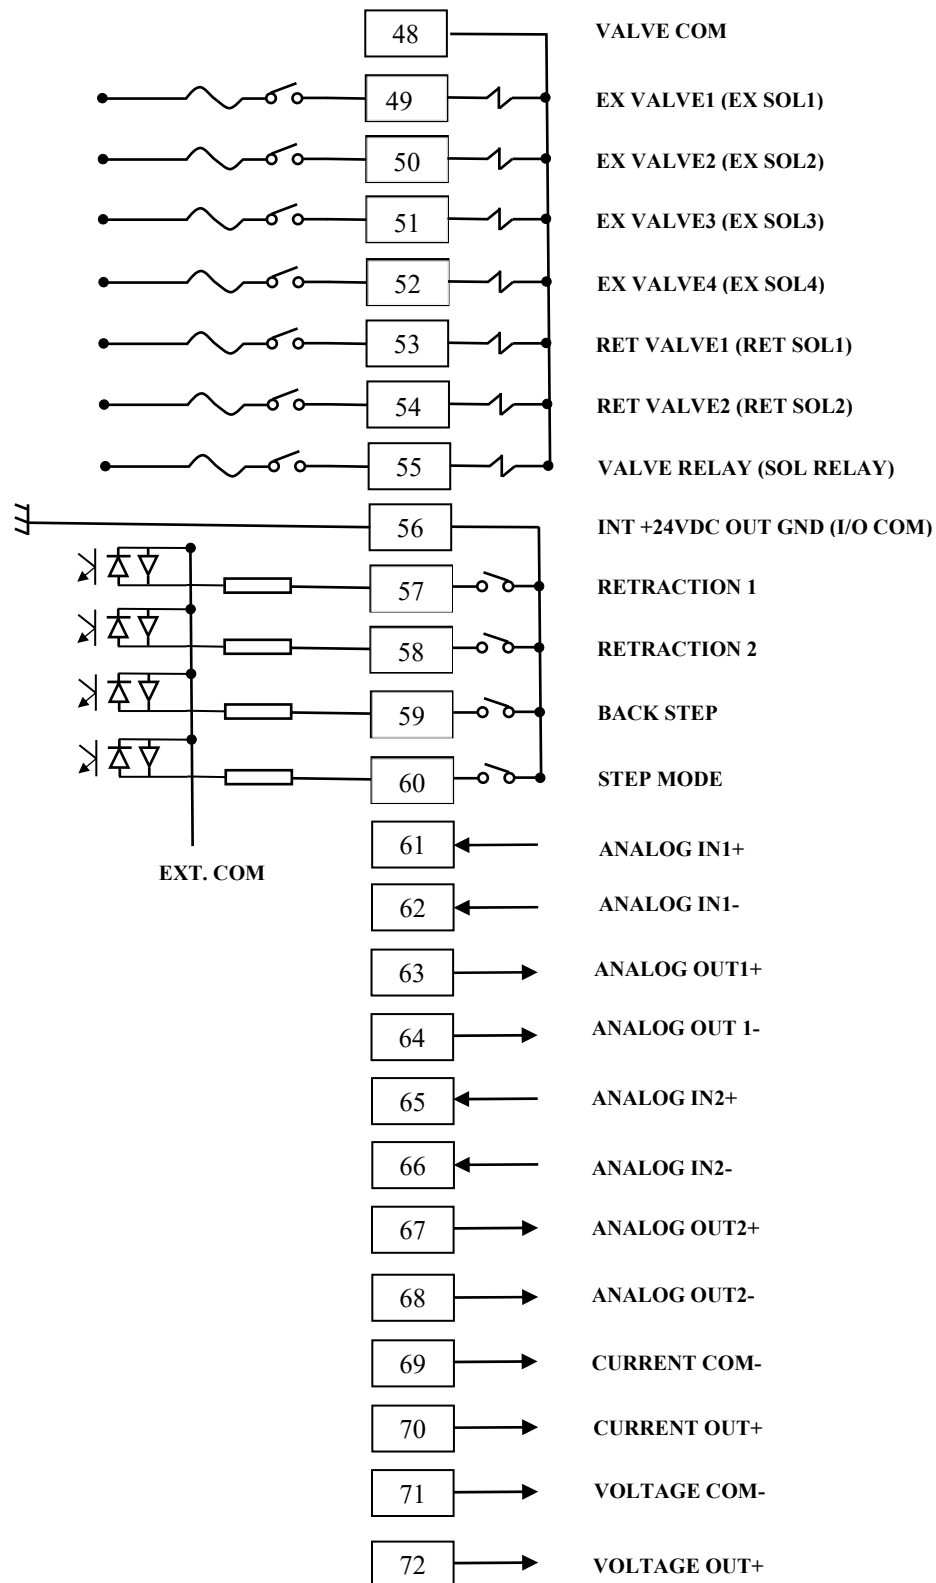 48 VALVE COM
49 EX VALVE1 (EX SOL1)
50 EX VALVE2 (EX SOL2)
51 EX VALVE3 (EX SOL3)
52 EX VALVE4 (EX SOL4)
53 RET VALVE1 (RET SOL1)
54 RET VALVE2 (RET SOL2)
55 VALVE RELAY (SOL RELAY)
56 INT +24VDC OUT GND (I/O COM)
57 RETRACTION 1
58 RETRACTION 2
59 BACK STEP
60 STEP MODE
61 ANALOG IN1+
EXT. COM
62 ANALOG IN1-
63 ANALOG OUT1+
64 ANALOG OUT 1-
65 ANALOG IN2+
66 ANALOG IN2-
67 ANALOG OUT2+
68 ANALOG OUT2-
69 CURRENT COM-
70 CURRENT OUT+
71 VOLTAGE COM-
72 VOLTAGE OUT+